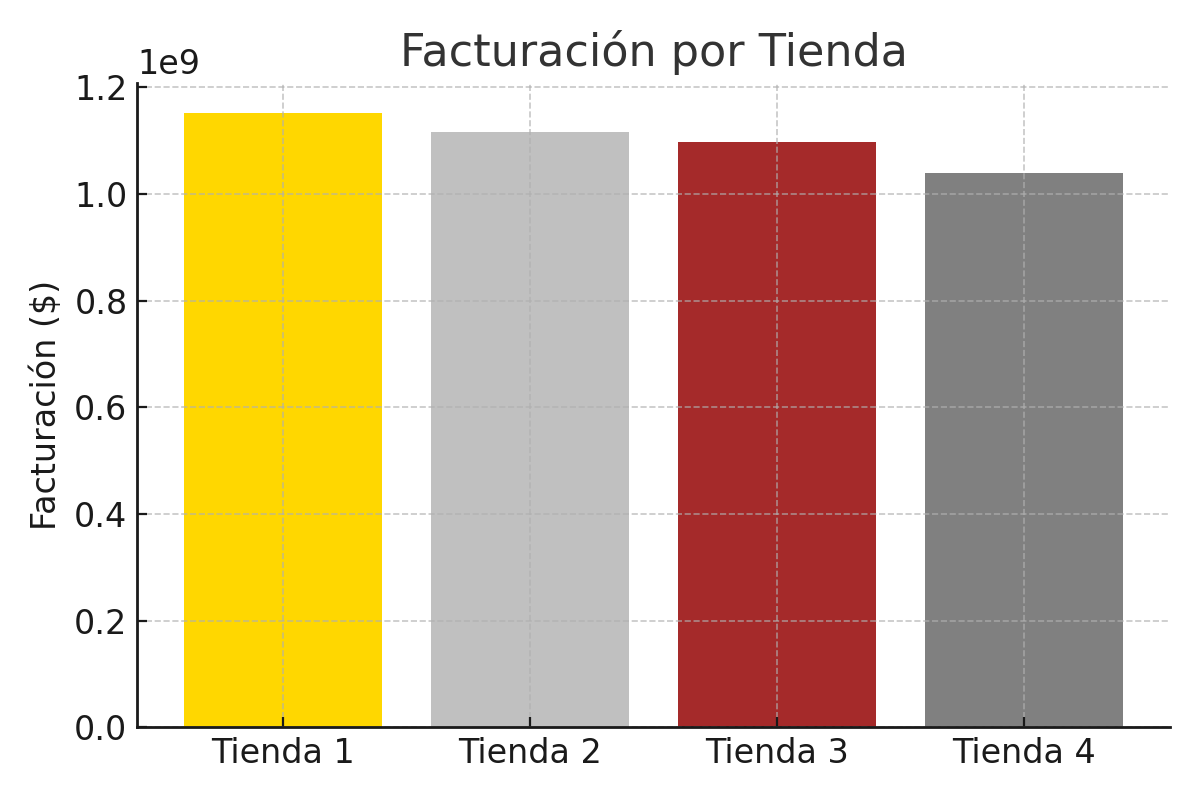 Facturación por Tienda
1e9
1.2
1.0
0.8
0.6
0.4
0.2
0.0
Facturación ($)
Tienda 1
Tienda 2
Tienda 3
Tienda 4